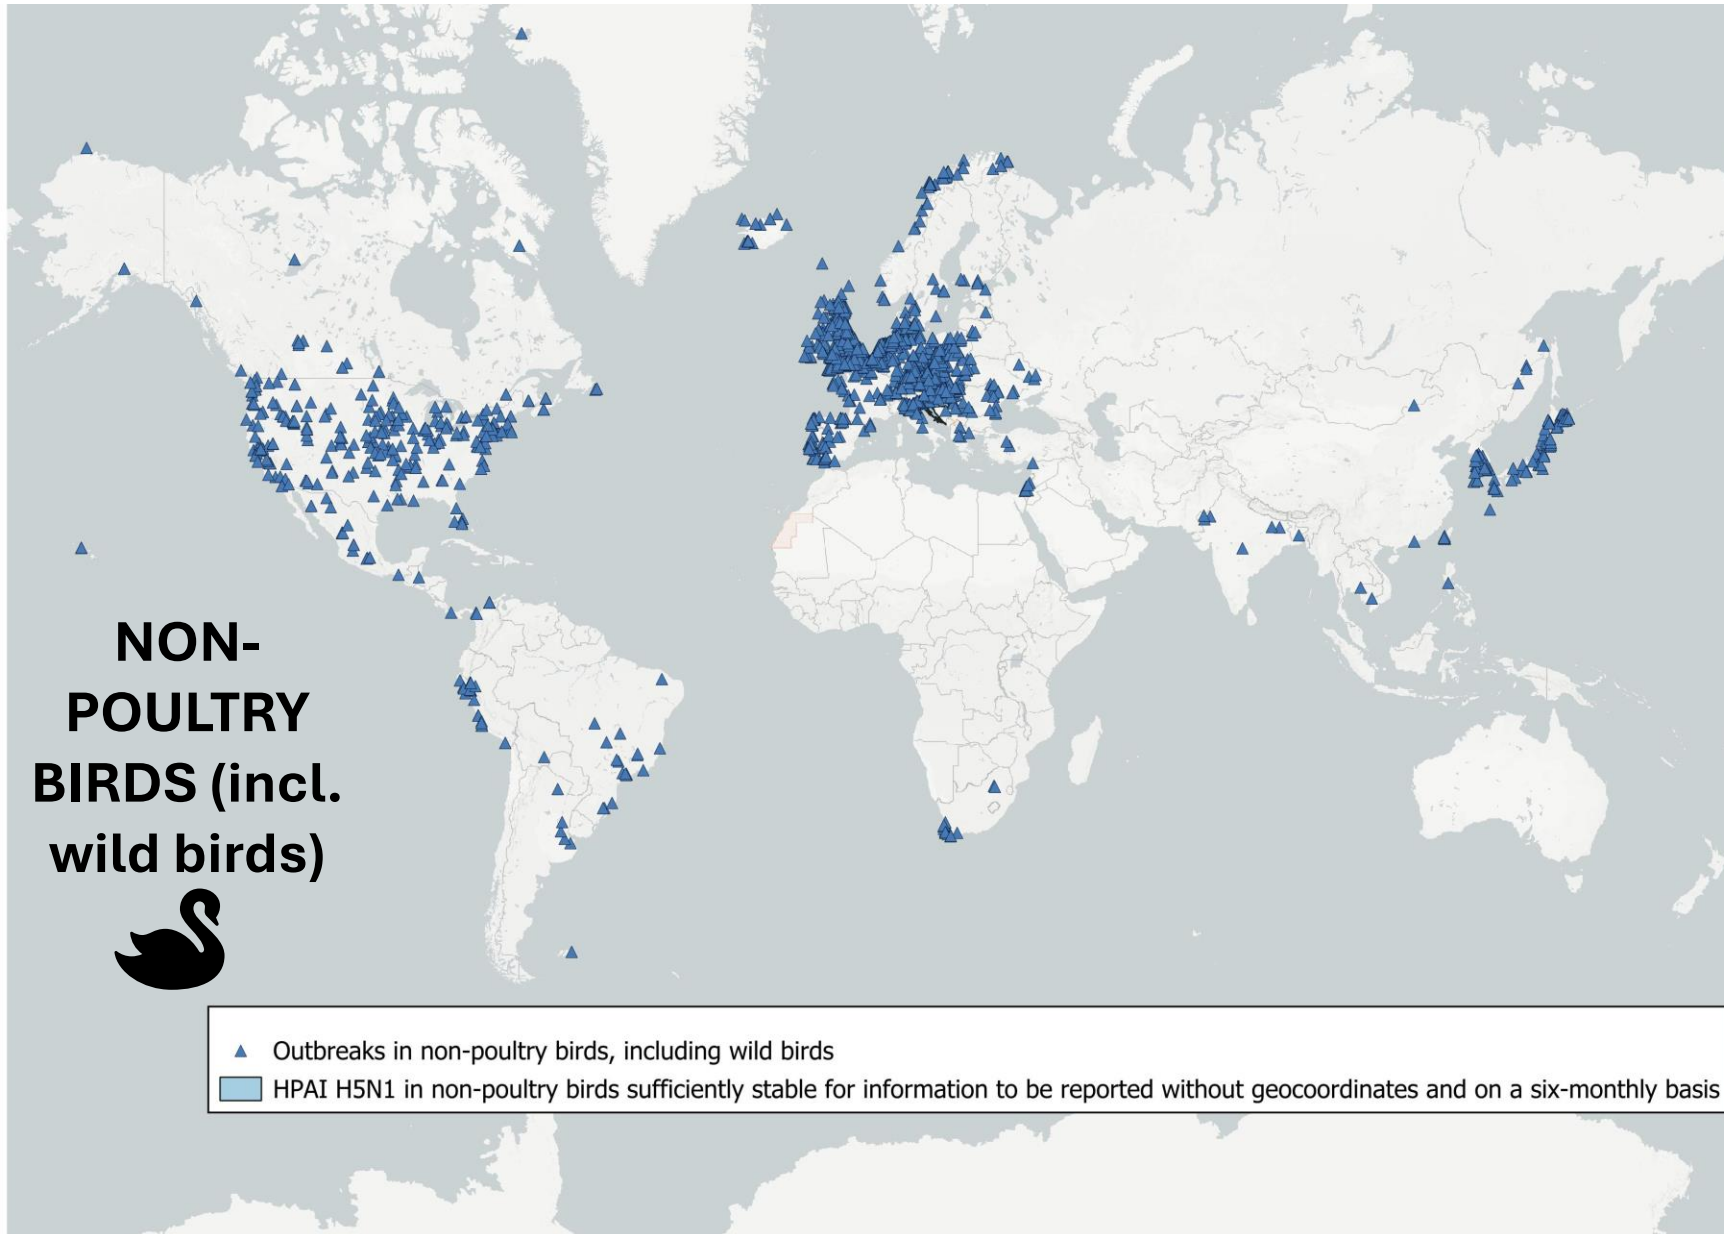 NON-
POULTRY
BIRDS (incl.
wild birds)
Outbreaks in non-poultry birds, including wild birds
HPAI H5N1 in non-poultry birds sufficiently stable for information to be reported without geocoordinates and on a six-monthly basis